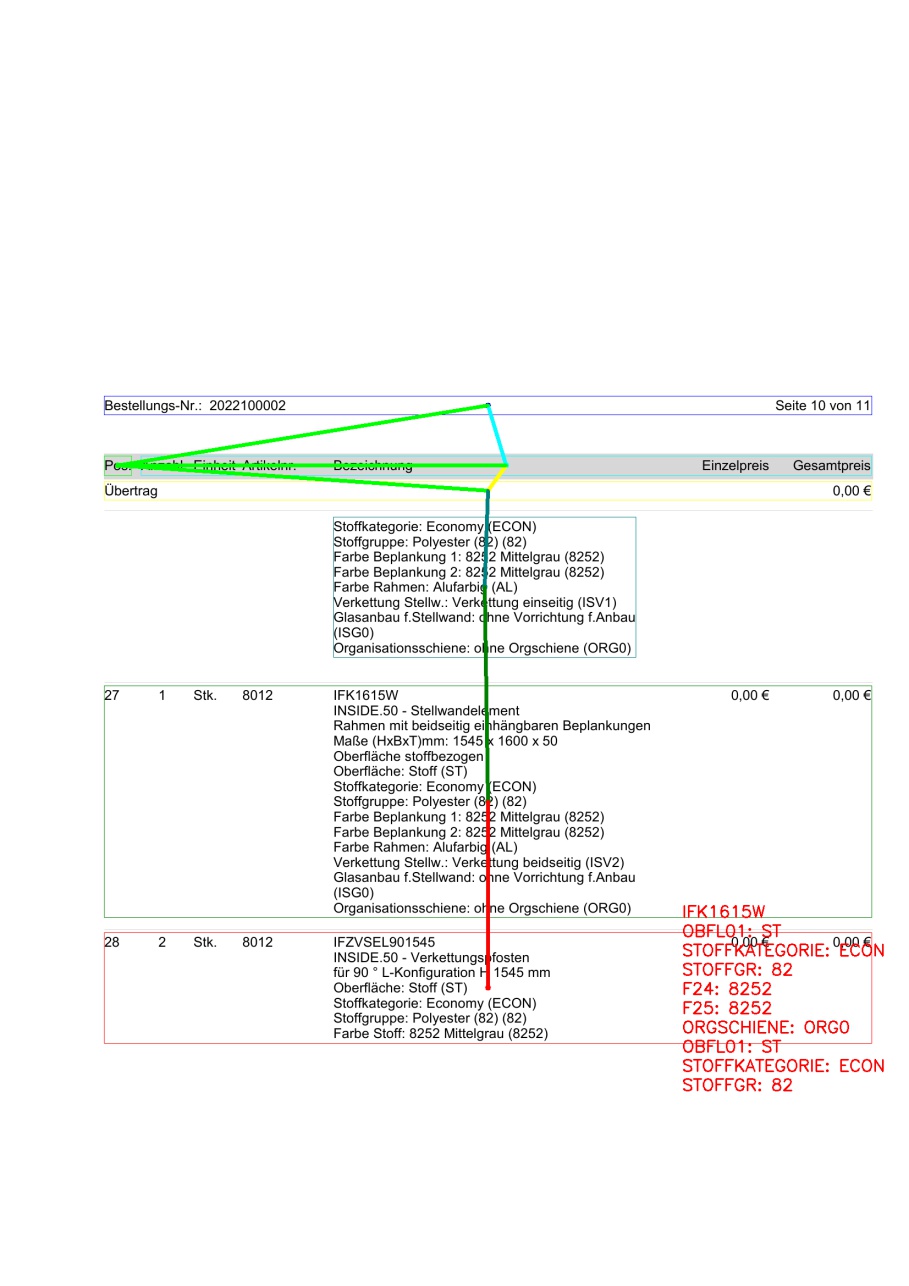 Bestellungs-Nr.: 2022100002 Seite 10 von 11
Pos. Anzahl Einheit Artikelnr. Bezeichnung Einzelpreis Gesamtpreis
Übertrag 0,00 €
Stoffkategorie: Economy (ECON)
Stoffgruppe: Polyester (82) (82)
Farbe Beplankung 1: 8252 Mittelgrau (8252)
Farbe Beplankung 2: 8252 Mittelgrau (8252)
Farbe Rahmen: Alufarbig (AL)
Verkettung Stellw.: Verkettung einseitig (ISV1)
Glasanbau f.Stellwand: ohne Vorrichtung f.Anbau
(ISG0)
Organisationsschiene: ohne Orgschiene (ORG0)
27 1 Stk. 8012 IFK1615W 0,00 € 0,00 €
INSIDE.50 - Stellwandelement
Rahmen mit beidseitig einhängbaren Beplankungen
Maße (HxBxT)mm: 1545 x 1600 x 50
Oberfläche stoffbezogen
Oberfläche: Stoff (ST)
Stoffkategorie: Economy (ECON)
Stoffgruppe: Polyester (82) (82)
Farbe Beplankung 1: 8252 Mittelgrau (8252)
Farbe Beplankung 2: 8252 Mittelgrau (8252)
Farbe Rahmen: Alufarbig (AL)
Verkettung Stellw.: Verkettung beidseitig (ISV2)
Glasanbau f.Stellwand: ohne Vorrichtung f.Anbau
(ISG0)
Organisationsschiene: ohne Orgschiene (ORG0)
28 2 Stk. 8012 IFZVSEL901545 0,00 € 0,00 €
INSIDE.50 - Verkettungspfosten
für 90 ° L-Konfiguration H 1545 mm
Oberfläche: Stoff (ST)
Stoffkategorie: Economy (ECON)
Stoffgruppe: Polyester (82) (82)
Farbe Stoff: 8252 Mittelgrau (8252)
IFK1615W
OBFL01: ST
STOFFKATEGORIE: ECON
STOFFGR: 82
F24: 8252
F25: 8252
ORGSCHIENE: ORG0
OBFL01: ST
STOFFKATEGORIE: ECON
STOFFGR: 82